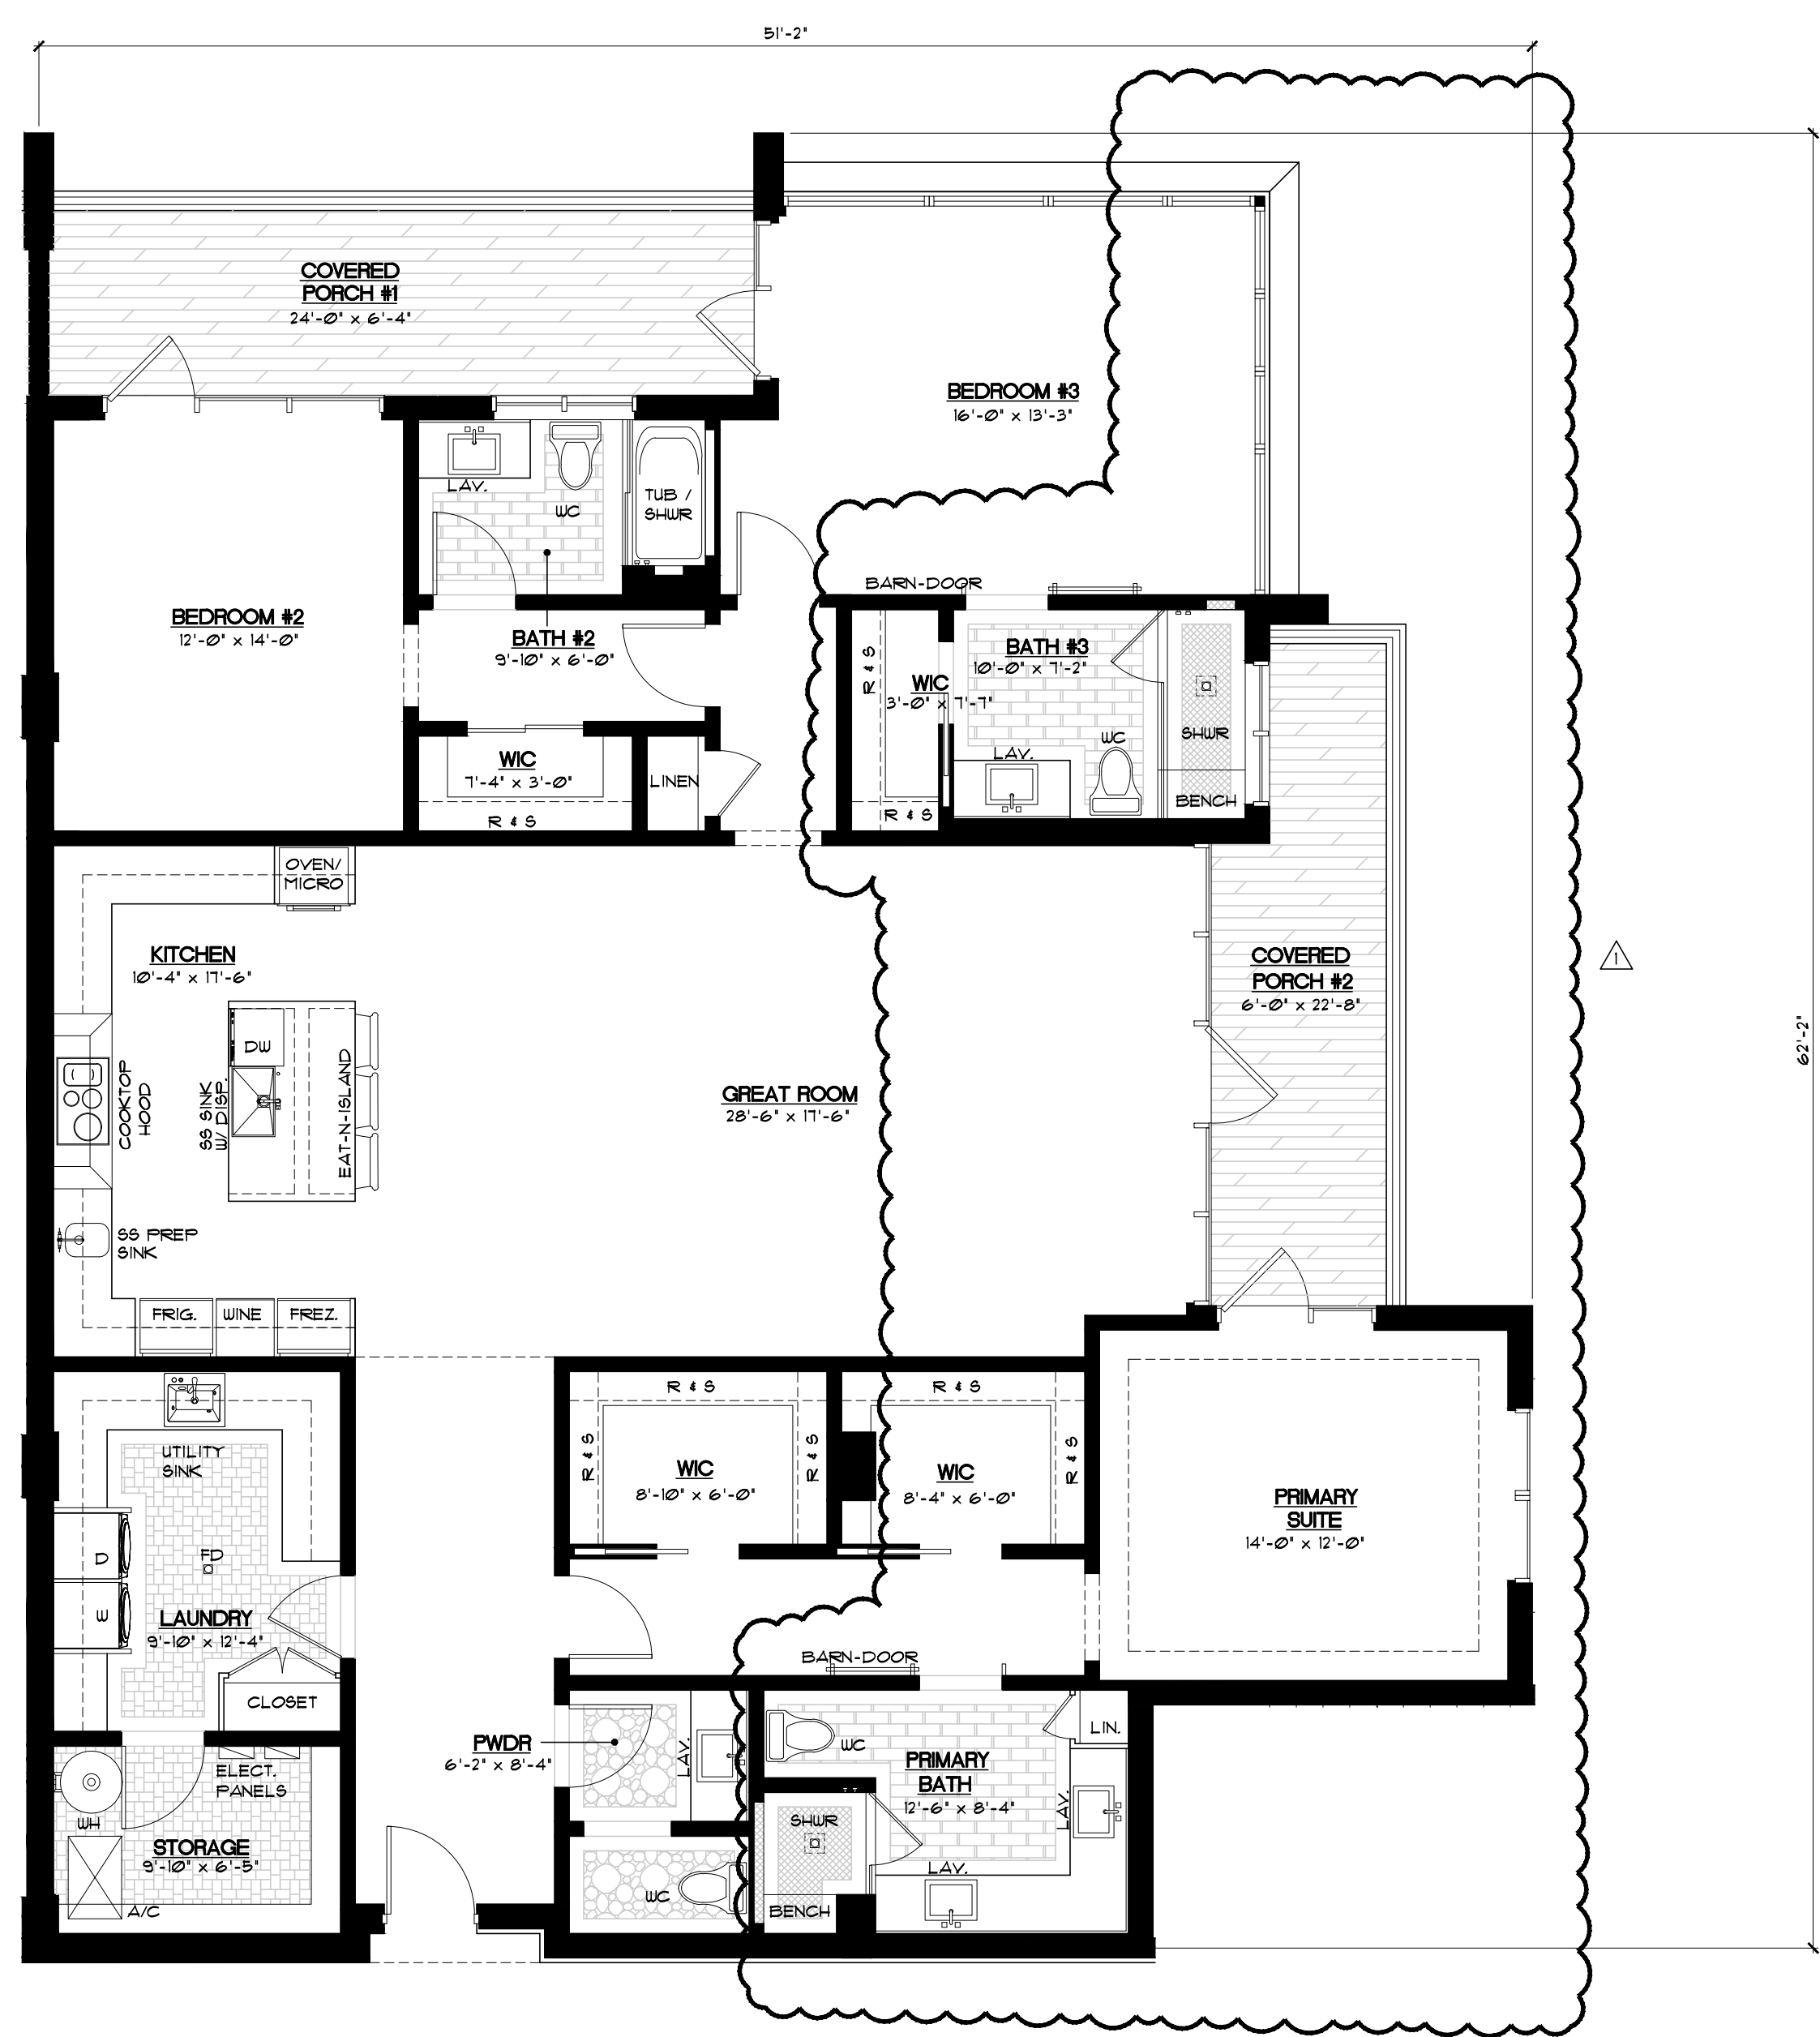 51'-2"
COVERED
PORCH #1
24'-0" x 6'-4"
BEDROOM #3
16'-0" x 13'-3"
LAV.
WC
TUB /
SHWR
BARN-DOOR
BEDROOM #2
12'-0" x 14'-0"
BATH #2
9'-10" x 6'-0"
R & S
WIC
3'-0" x 7'-7"
BATH #3
10'-0" x 7'-2"
SHWR
WC
LAV.
BENCH
R & S
WIC
7'-4" x 3'-0"
LINEN
R & S
OVEN/
MICRO
KITCHEN
10'-4" x 17'-6"
COVERED
PORCH #2
6'-0" x 22'-8"
1
62'-2"
DW
COOKTOP
HOOD
SS SINK
W/ DISP.
EAT-N-ISLAND
GREAT ROOM
28'-6" x 17'-6"
SS PREP
SINK
FRIG.
WINE
FREZ.
R & S
R & S
UTILITY
SINK
R & S
WIC
8'-10" x 6'-0"
R & S
WIC
8'-4" x 6'-0"
R & S
PRIMARY
SUITE
14'-0" x 12'-0"
D
FD
W
LAUNDRY
9'-10" x 12'-4"
CLOSET
BARN-DOOR
PWDR
6'-2" x 8'-4"
LAV.
WC
PRIMARY
BATH
12'-6" x 8'-4"
LIN.
LAV.
ELECT.
PANELS
WH
STORAGE
9'-10" x 6'-5"
A/C
SHWR
LAV.
WC
BENCH